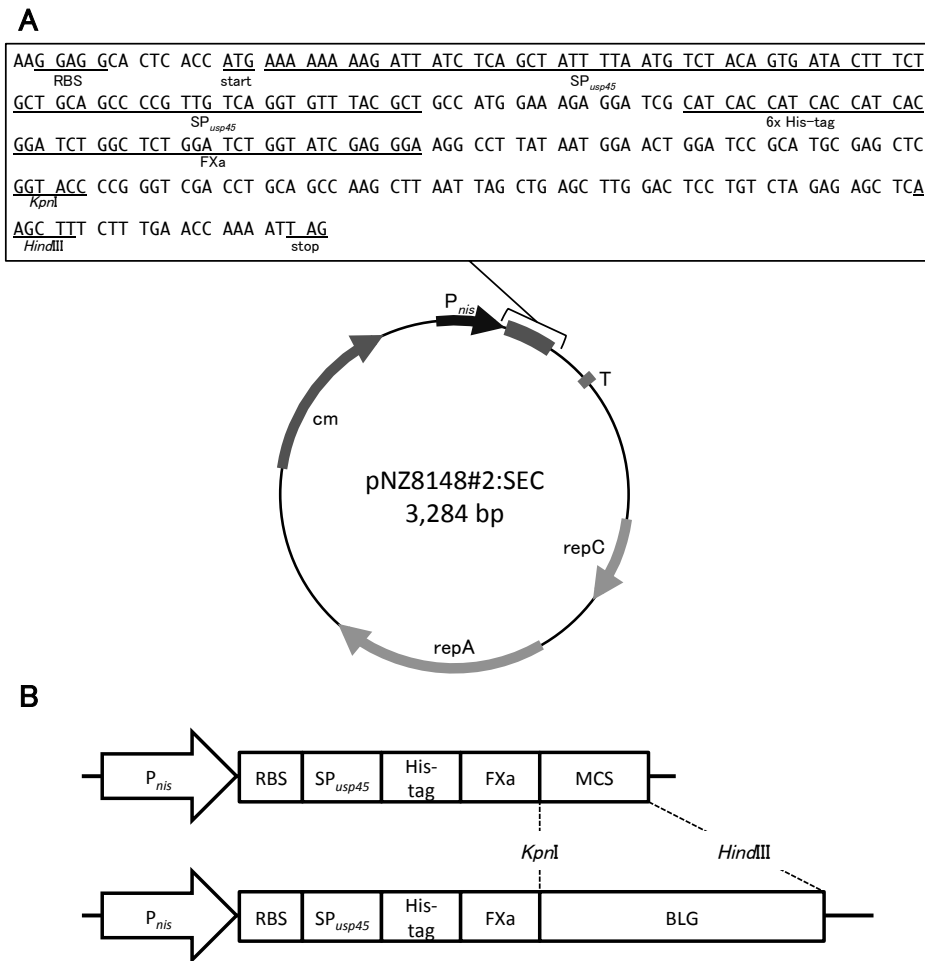 A
AAG GAGG GCA CTC ACC ATG AAA AAA AAG ATT ATC TCA GCT ATT TTA ATG TCT ACA GTG ATA CTT TCT
RBS start SPusp45
GCT GCA GCC CCG TTG TCA GGT GTT TAC GCT GCC ATG GAA AGA GGA TCG CAT CAC CAT CAC CAT CAC
SPusp45 6x His-tag
GGA TCT GGC TCT GGA TCT GGT ATC GAG GGA AGG CCT TAT AAT GGA ACT GGA TCC GCA TGC GAG CTC
FXa
GGT ACC CCG GGT CGA CCT GCA GCC AAG CTT AAT TAG CTG AGC TTG GAC TCC TGT CTA GAG AGC TCA
KpnI
AGC TTT CTT TGA ACC AAA ATT AG
HindIII stop
Pnis
T
cm
pNZ8148#2:SEC
3,284 bp
repC
repA
B
Pnis RBS SPusp45 His-tag FXa MCS
KpnI HindIII
Pnis RBS SPusp45 His-tag FXa BLG